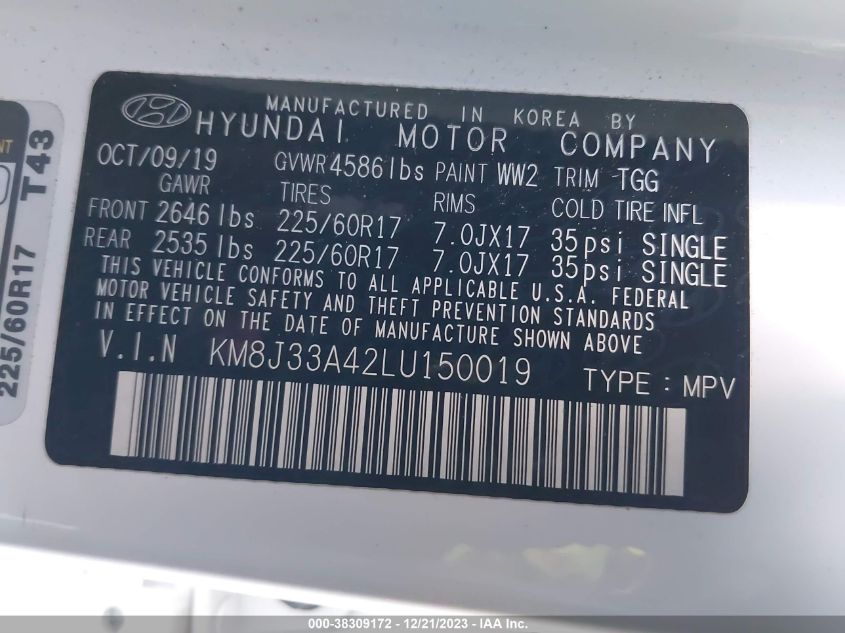 MANUFACTURED IN KOREA BY
HYUNDAI MOTOR COMPANY
OCT/09/19 GVWR 4586 lbs PAINT WW2 TRIM TGG
GAWR TIRES RIMS COLD TIRE INFL
FRONT 2646 lbs 225/60R17 7.0JX17 35psi SINGLE
REAR 2535 lbs 225/60R17 7.0JX17 35psi SINGLE
THIS VEHICLE CONFORMS TO ALL APPLICABLE U.S.A. FEDERAL
MOTOR VEHICLE SAFETY AND THEFT PREVENTION STANDARDS
IN EFFECT ON THE DATE OF MANUFACTURE SHOWN ABOVE
V.I.N KM8J33A42LU150019 TYPE : MPV
225/60R17 T43
000-38309172 - 12/21/2023 - IAA Inc.